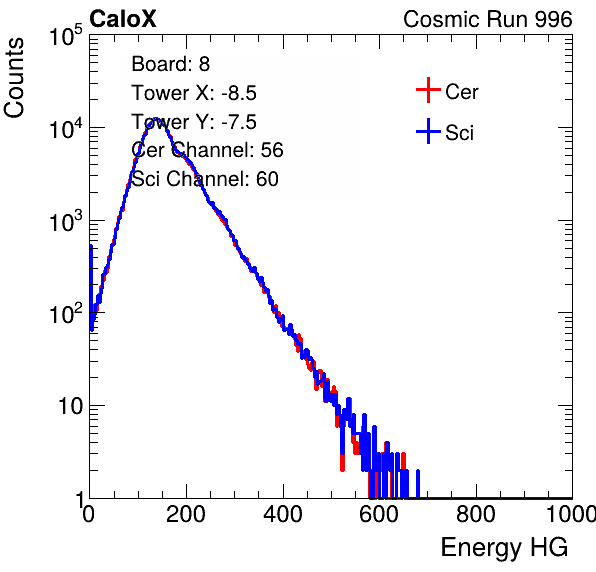 CaloX Cosmic Run 996
Counts
10^5
10^4
10^3
10^2
10
1
Board: 8
Tower X: -8.5
Tower Y: -7.5
Cer Channel: 56
Sci Channel: 60
Cer
Sci
0 200 400 600 800 1000
Energy HG